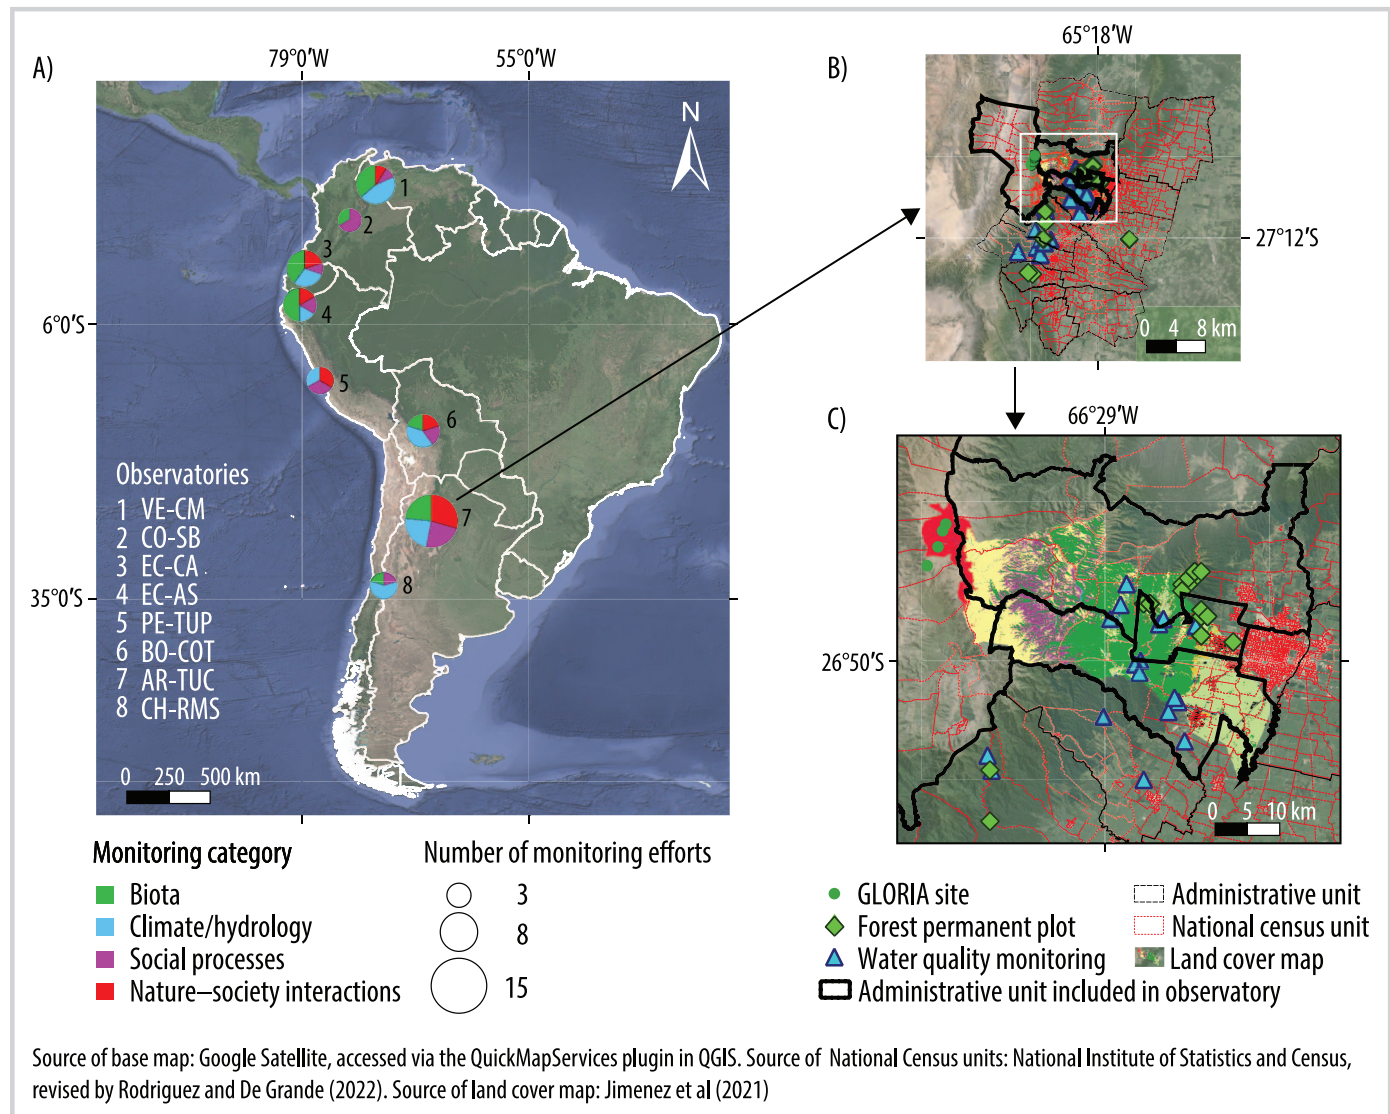 A)
79°0′W
55°0′W
N
1
2
3
4
5
6
7
8
6°0′S
35°0′S
Observatories
1 VE-CM
2 CO-SB
3 EC-CA
4 EC-AS
5 PE-TUP
6 BO-COT
7 AR-TUC
8 CH-RMS
0 250 500 km
B)
65°18′W
27°12′S
0 4 8 km
C)
66°29′W
26°50′S
0 5 10 km
Monitoring category
Biota
Climate/hydrology
Social processes
Nature–society interactions
Number of monitoring efforts
3
8
15
GLORIA site
Forest permanent plot
Water quality monitoring
Administrative unit included in observatory
Administrative unit
National census unit
Land cover map
Source of base map: Google Satellite, accessed via the QuickMapServices plugin in QGIS. Source of National Census units: National Institute of Statistics and Census,
revised by Rodriguez and De Grande (2022). Source of land cover map: Jimenez et al (2021)